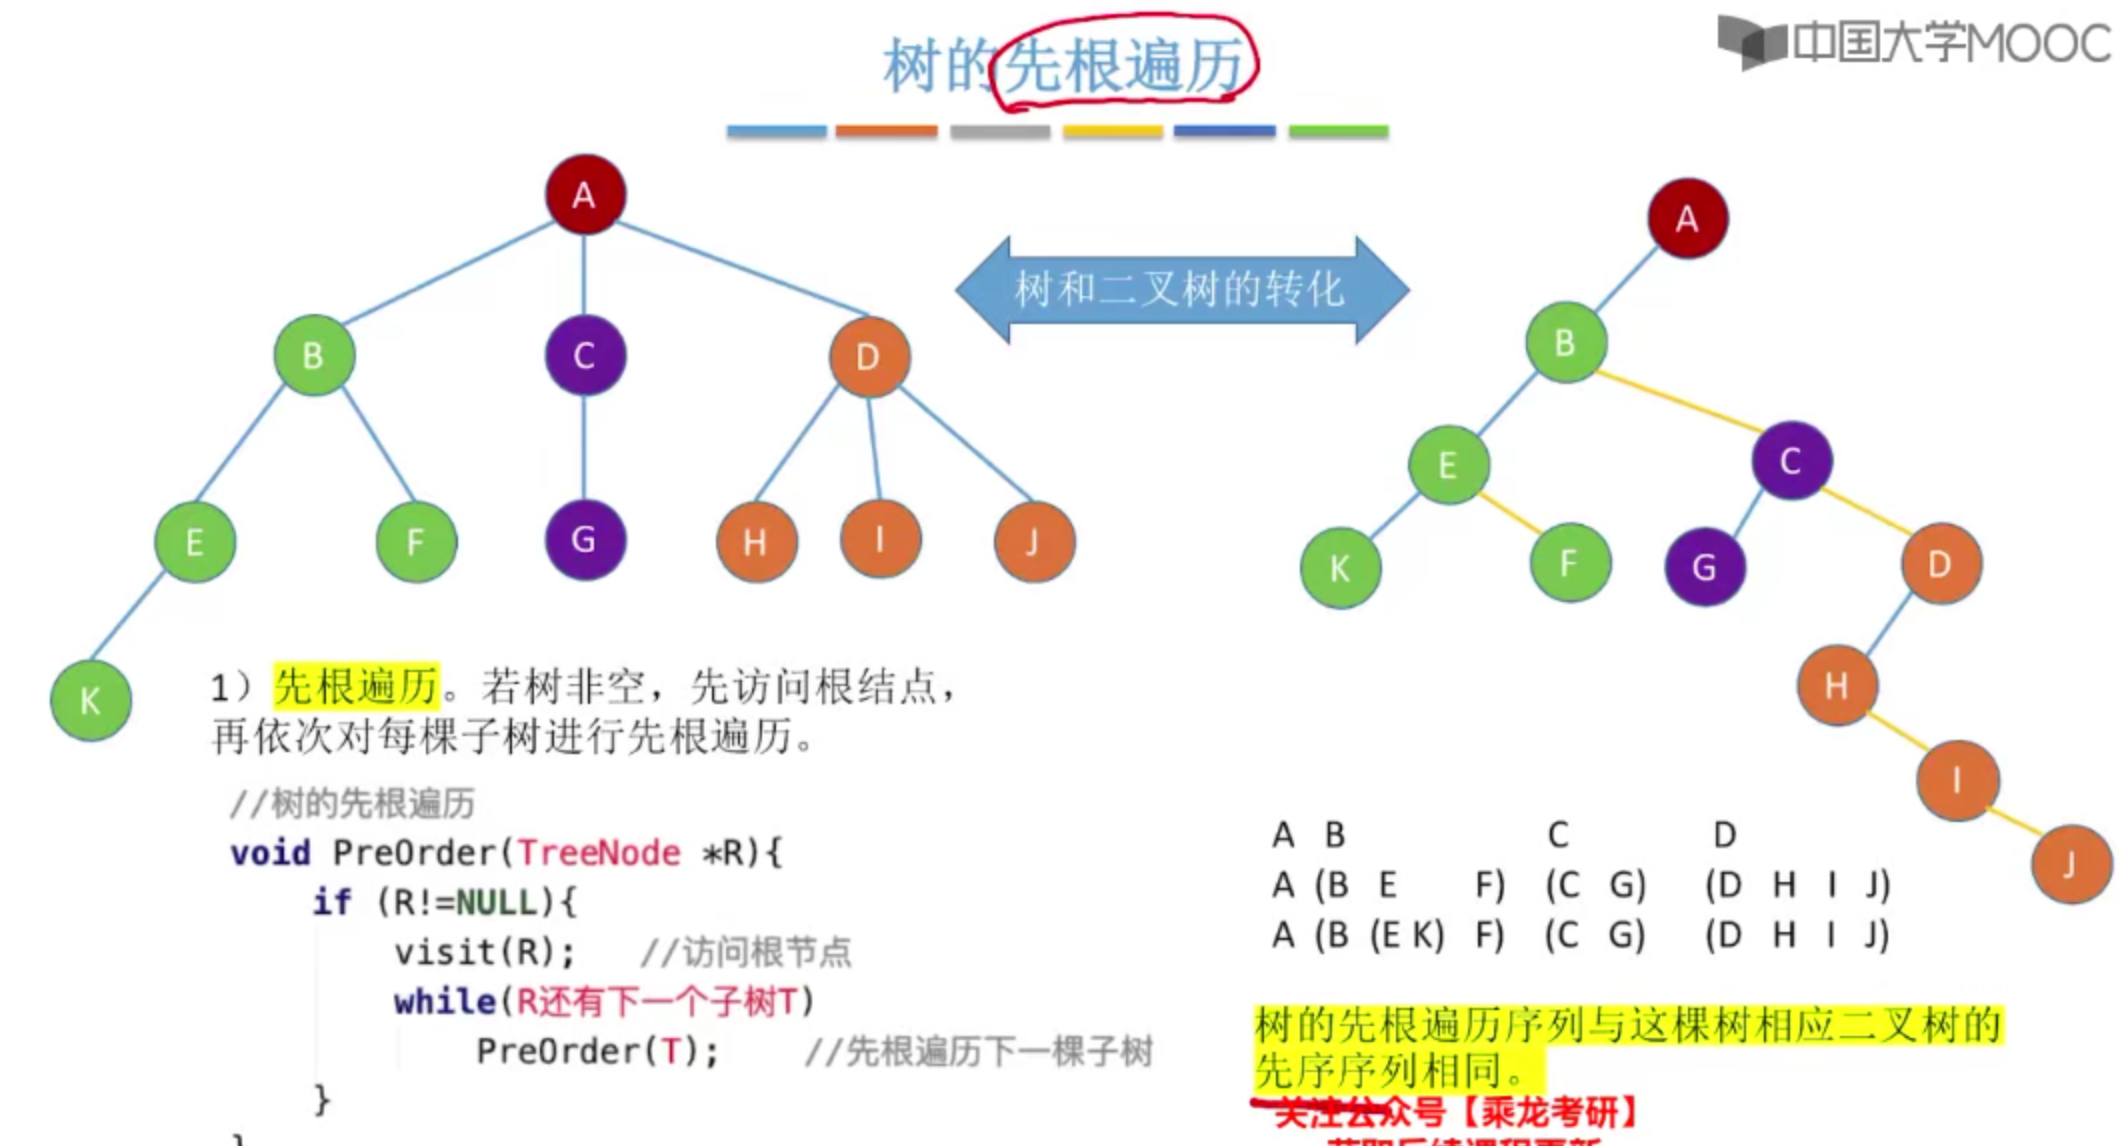 树的先根遍历
中国大学MOOC
A
B
C
D
E
F
G
H
I
J
K
树和二叉树的转化
A
B
E
C
K
F
G
D
H
I
J
1）先根遍历。若树非空，先访问根结点，
再依次对每棵子树进行先根遍历。
//树的先根遍历
void PreOrder(TreeNode *R){
if (R!=NULL){
visit(R); //访问根节点
while(R还有下一个子树T)
PreOrder(T); //先根遍历下一棵子树
}
}
A B C D
A (B E F) (C G) (D H I J)
A (B (E K) F) (C G) (D H I J)
树的先根遍历序列与这棵树相应二叉树的
先序序列相同。
关注公众号【乘龙考研】